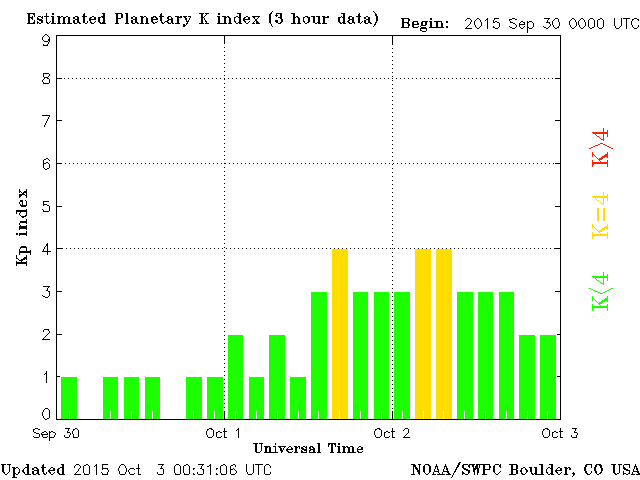 Estimated Planetary K index (3 hour data) Begin: 2015 Sep 30 0000 UTC
9
8
7
6
5
4
3
2
1
0
Kp index
K>4
K=4
K<4
Sep 30 Oct 1 Oct 2 Oct 3
Universal Time
Updated 2015 Oct 3 00:31:06 UTC NOAA/SWPC Boulder, CO USA